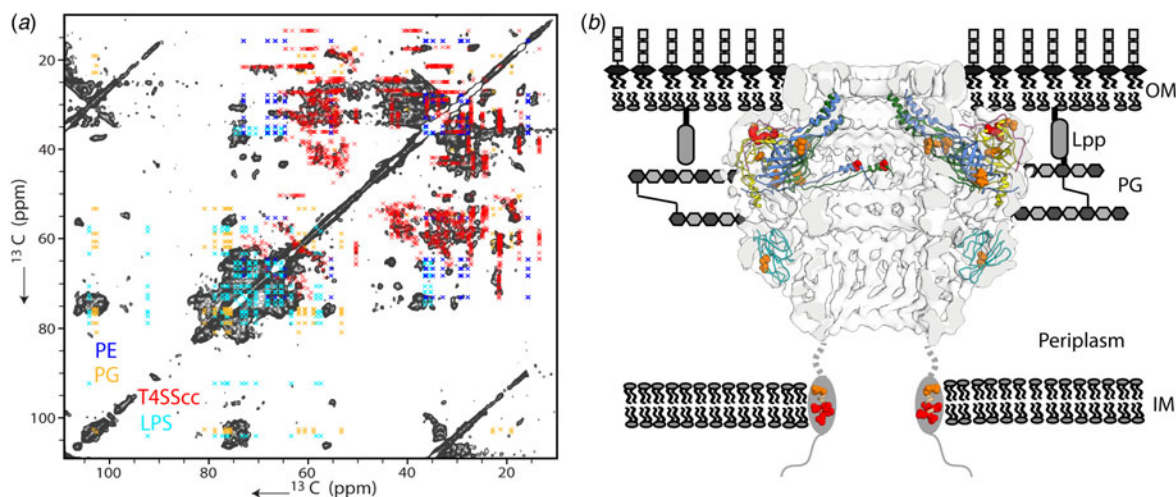 (a)
20
40
60
80
100
13C (ppm)
PE
PG
T4SScc
LPS
100
80
60
40
20
13C (ppm)
(b)
OM
Lpp
PG
Periplasm
IM